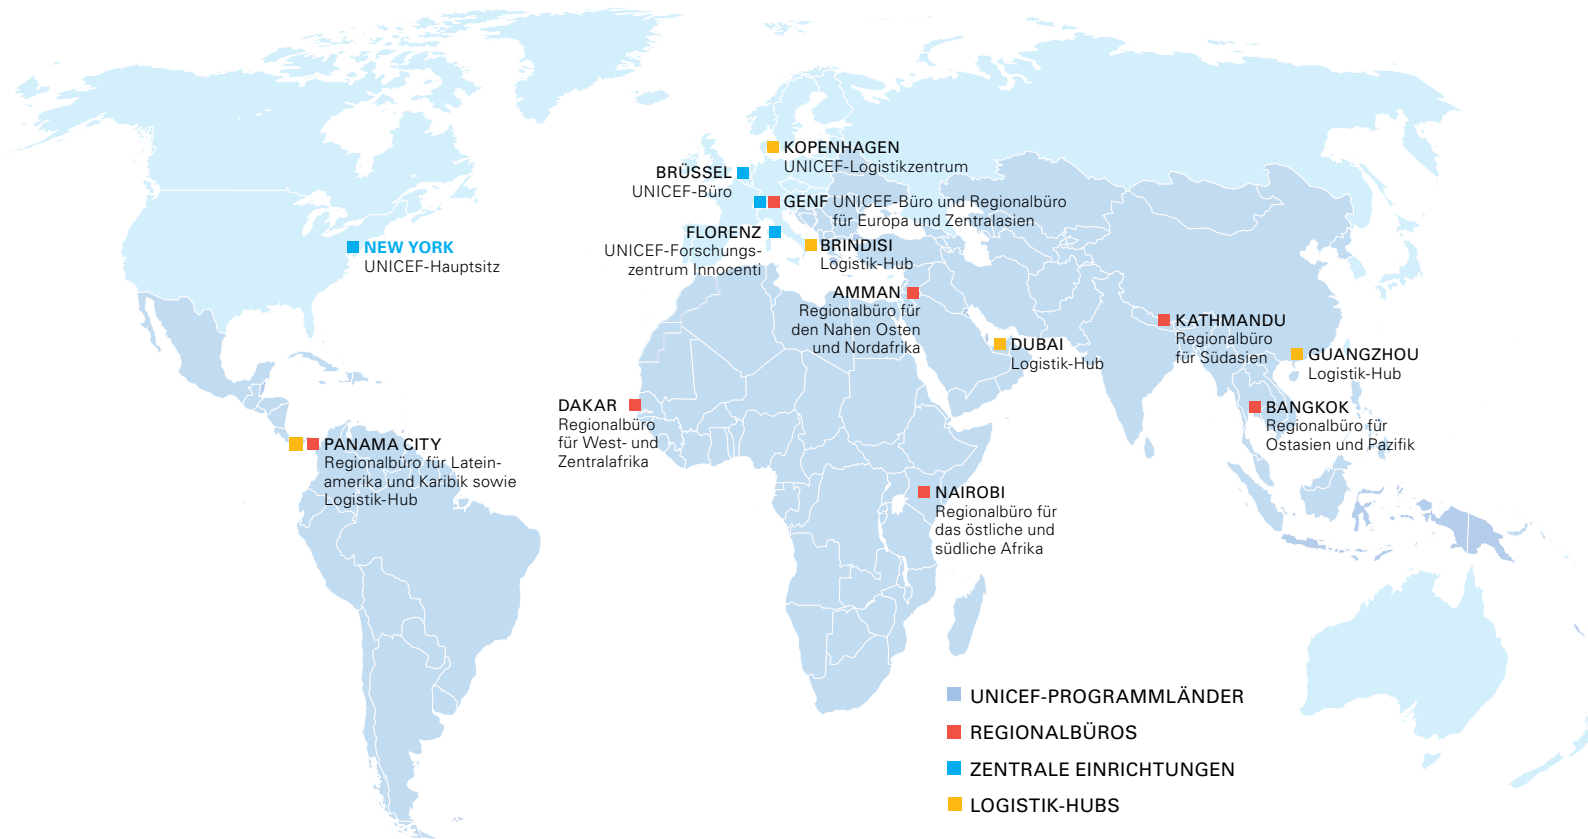 KOPENHAGEN
UNICEF-Logistikzentrum
BRÜSSEL
UNICEF-Büro
GENF UNICEF-Büro und Regionalbüro
für Europa und Zentralasien
FLORENZ
UNICEF-Forschungs-
zentrum Innocenti
BRINDISI
Logistik-Hub
NEW YORK
UNICEF-Hauptsitz
AMMAN
Regionalbüro für
den Nahen Osten
und Nordafrika
DUBAI
Logistik-Hub
KATHMANDU
Regionalbüro
für Südasien
GUANGZHOU
Logistik-Hub
DAKAR
Regionalbüro
für West- und
Zentralafrika
BANGKOK
Regionalbüro für
Ostasien und Pazifik
PANAMA CITY
Regionalbüro für Latein-
amerika und Karibik sowie
Logistik-Hub
NAIROBI
Regionalbüro für
das östliche und
südliche Afrika
UNICEF-PROGRAMMLÄNDER
REGIONALBÜROS
ZENTRALE EINRICHTUNGEN
LOGISTIK-HUBS